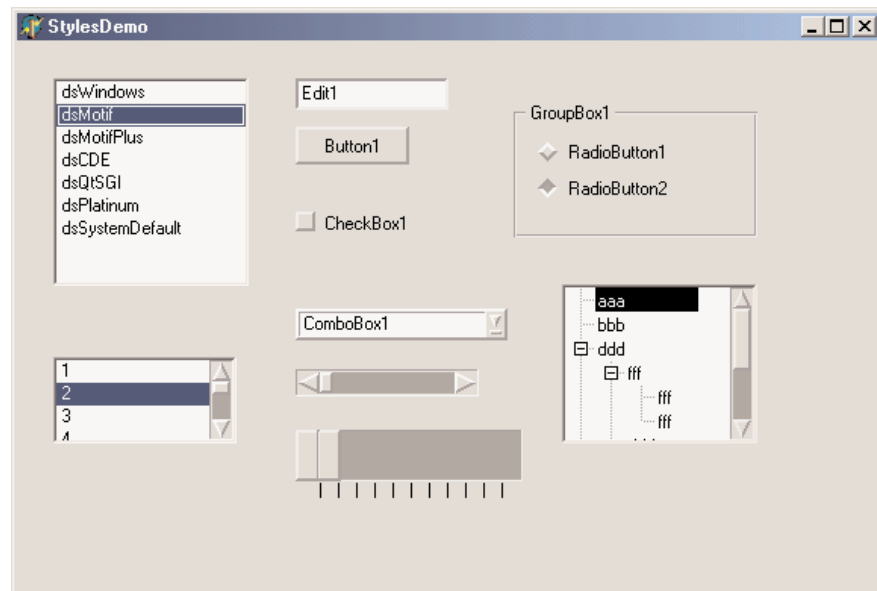 StylesDemo
dsWindows
dsMotif
dsMotifPlus
dsCDE
dsQtSGI
dsPlatinum
dsSystemDefault
Edit1
Button1
CheckBox1
GroupBox1
RadioButton1
RadioButton2
ComboBox1
1
2
3
4
aaa
bbb
ddd
fff
fff
fff